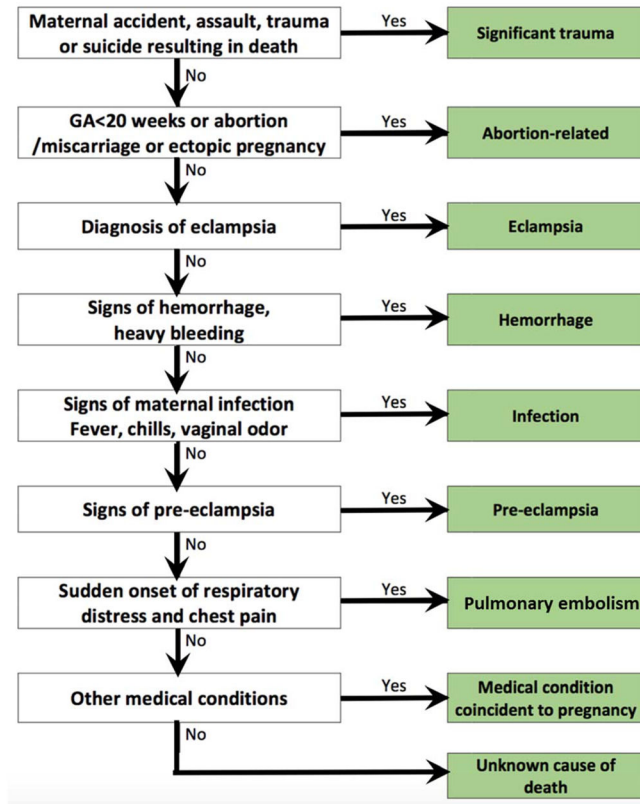 Maternal accident, assault, trauma
or suicide resulting in death
Yes
Significant trauma
No
GA<20 weeks or abortion
/miscarriage or ectopic pregnancy
Yes
Abortion-related
No
Diagnosis of eclampsia
Yes
Eclampsia
No
Signs of hemorrhage,
heavy bleeding
Yes
Hemorrhage
No
Signs of maternal infection
Fever, chills, vaginal odor
Yes
Infection
No
Signs of pre-eclampsia
Yes
Pre-eclampsia
No
Sudden onset of respiratory
distress and chest pain
Yes
Pulmonary embolism
No
Other medical conditions
Yes
Medical condition
coincident to pregnancy
No
Unknown cause of
death